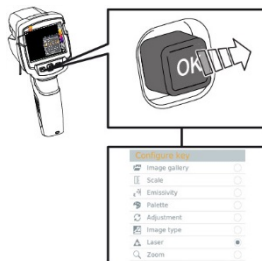 OK
Configure key
Image gallery
Scale
Emissivity
Palette
Adjustment
Image type
Laser
Zoom